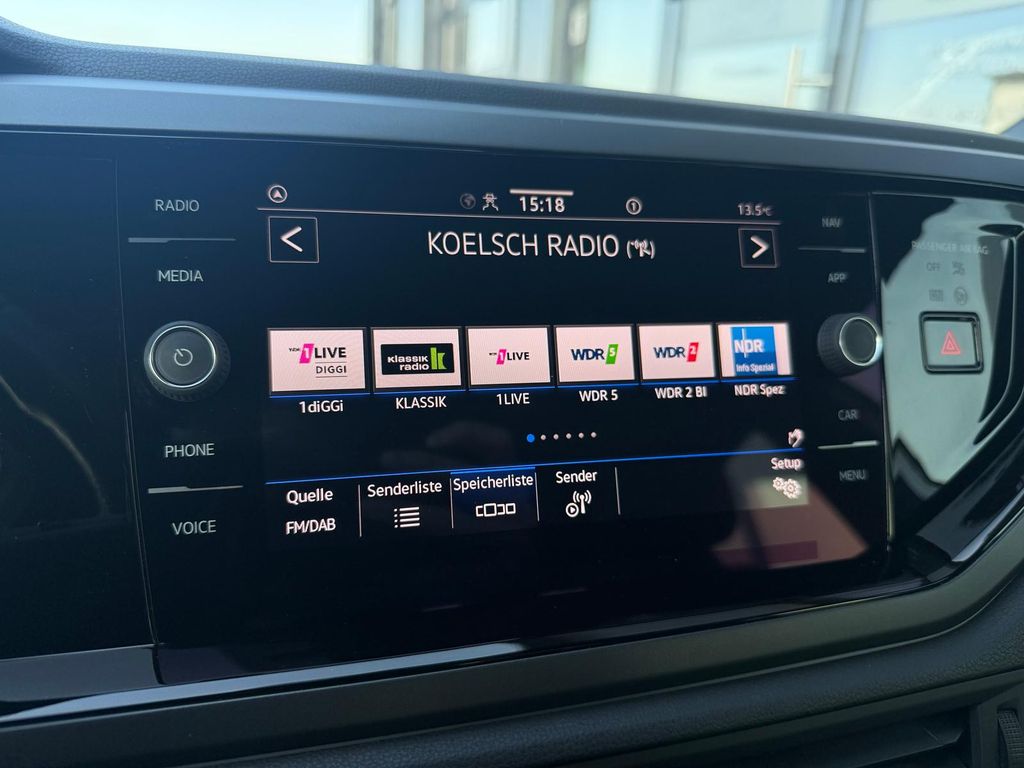 RADIO
MEDIA
PHONE
VOICE
15:18
1
13.5°C
<
KOELSCH RADIO
>
1LIVE
DIGGI
klassik
radio
1LIVE
WDR 5
WDR 2
NDR
Info Spezial
1diGGi
KLASSIK
1LIVE
WDR 5
WDR 2 BI
NDR Spez
Quelle
FM/DAB
Senderliste
Speicherliste
Sender
Setup
NAV
APP
CAR
MENU
PASSENGER AIRBAG
OFF